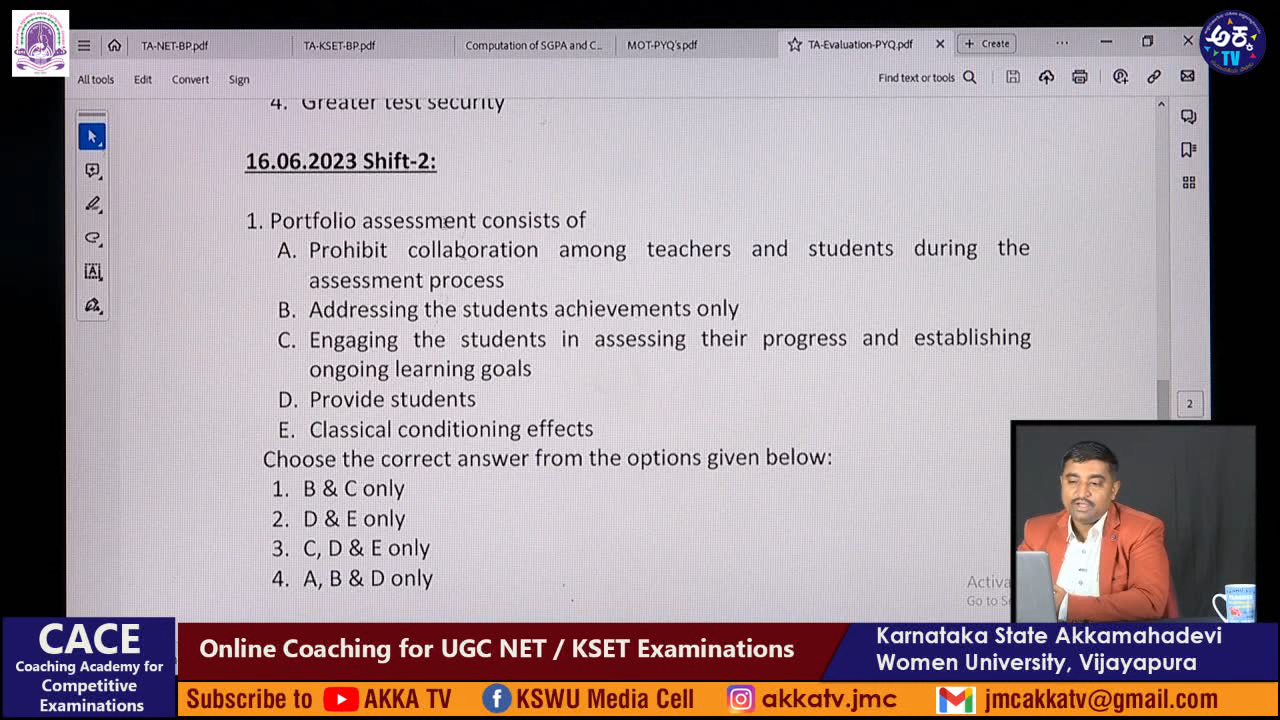 TA-NET-BP.pdf
TA-KSET-BP.pdf
Computation of SGPA and C...
MOT-PYQ's.pdf
TA-Evaluation-PYQ.pdf
Create
ಅಕ್ಕ
TV
All tools
Edit
Convert
Sign
Find text or tools
4. Greater test security
16.06.2023 Shift-2:
1. Portfolio assessment consists of
A. Prohibit collaboration among teachers and students during the
assessment process
B. Addressing the students achievements only
C. Engaging the students in assessing their progress and establishing
ongoing learning goals
D. Provide students
2
E. Classical conditioning effects
Choose the correct answer from the options given below:
1. B & C only
2. D & E only
3. C, D & E only
4. A, B & D only
Activa
Go to Se
CACE
Coaching Academy for
Competitive
Examinations
Online Coaching for UGC NET / KSET Examinations
Karnataka State Akkamahadevi
Women University, Vijayapura
Subscribe to
AKKA TV
KSWU Media Cell
akkatv.jmc
jmcakkatv@gmail.com